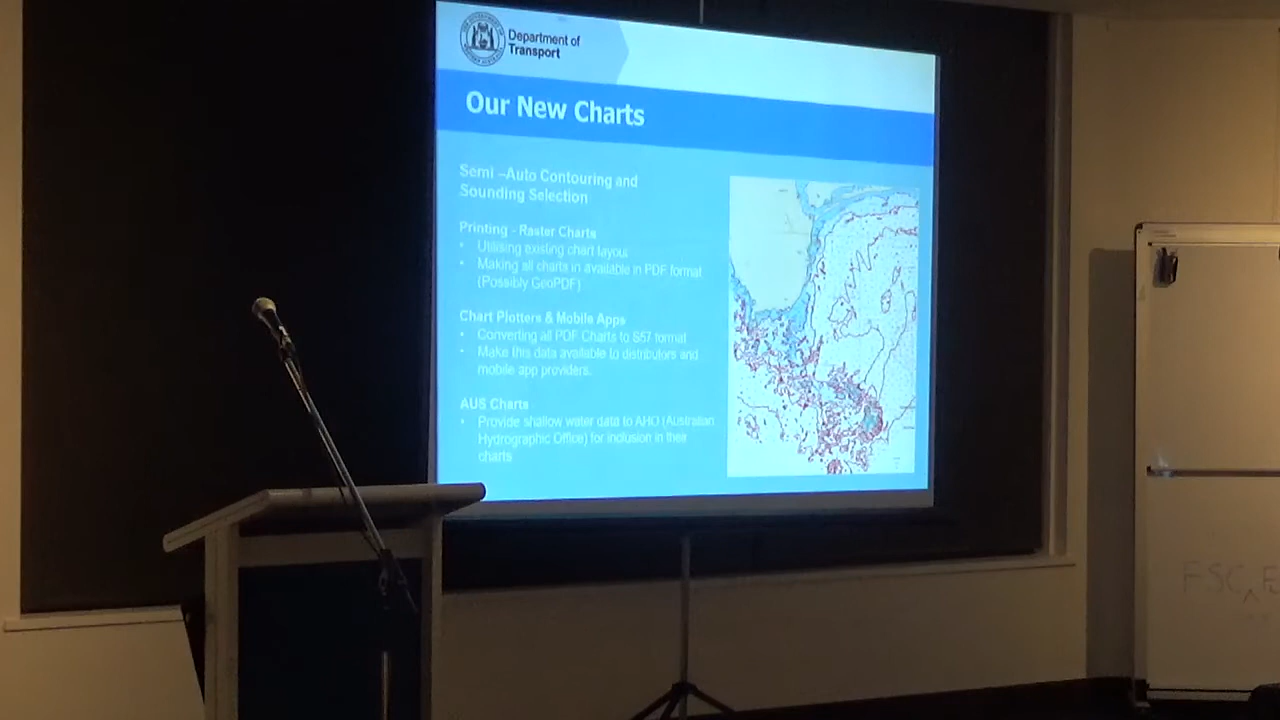 Department of
Transport
Our New Charts
Semi –Auto Contouring and
Sounding Selection
Printing - Raster Charts
• Utilising existing chart layout
• Making all charts in available in PDF format
(Possibly GeoPDF)
Chart Plotters & Mobile Apps
• Converting all PDF Charts to S57 format
• Make this data available to distributors and
mobile app providers.
AUS Charts
• Provide shallow water data to AHO (Australian
Hydrographic Office) for inclusion in their
charts
FSC